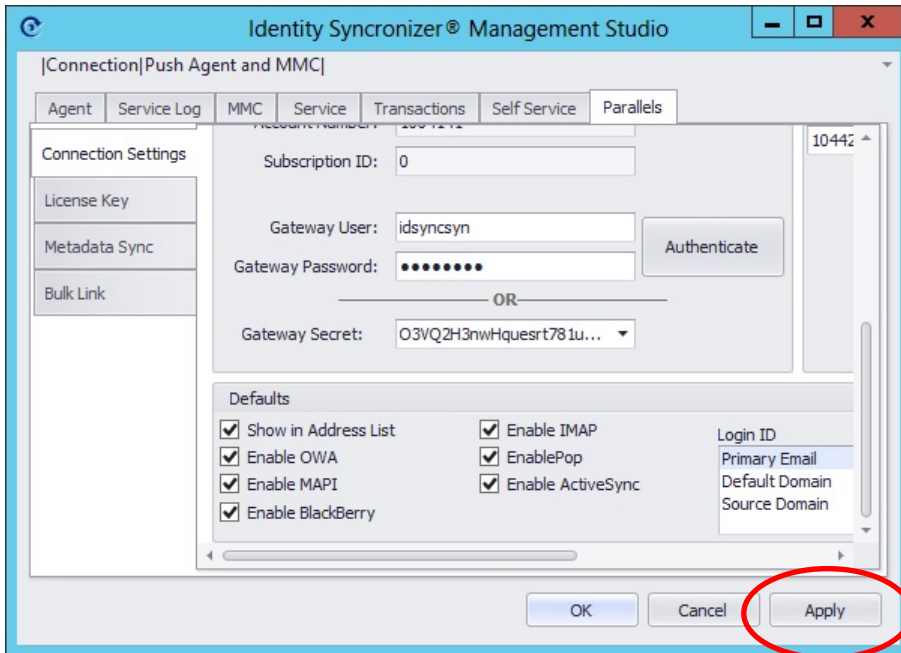 Identity Syncronizer® Management Studio
|Connection|Push Agent and MMC|
Agent Service Log MMC Service Transactions Self Service Parallels
Connection Settings
License Key
Metadata Sync
Bulk Link
Account Number:
10442
Subscription ID: 0
Gateway User: idsyncsyn
Gateway Password: ●●●●●●●●
Authenticate
OR
Gateway Secret: O3VQ2H3nwHquesrt781u...
Defaults
Show in Address List
Enable OWA
Enable MAPI
Enable BlackBerry
Enable IMAP
EnablePop
Enable ActiveSync
Login ID
Primary Email
Default Domain
Source Domain
OK Cancel Apply